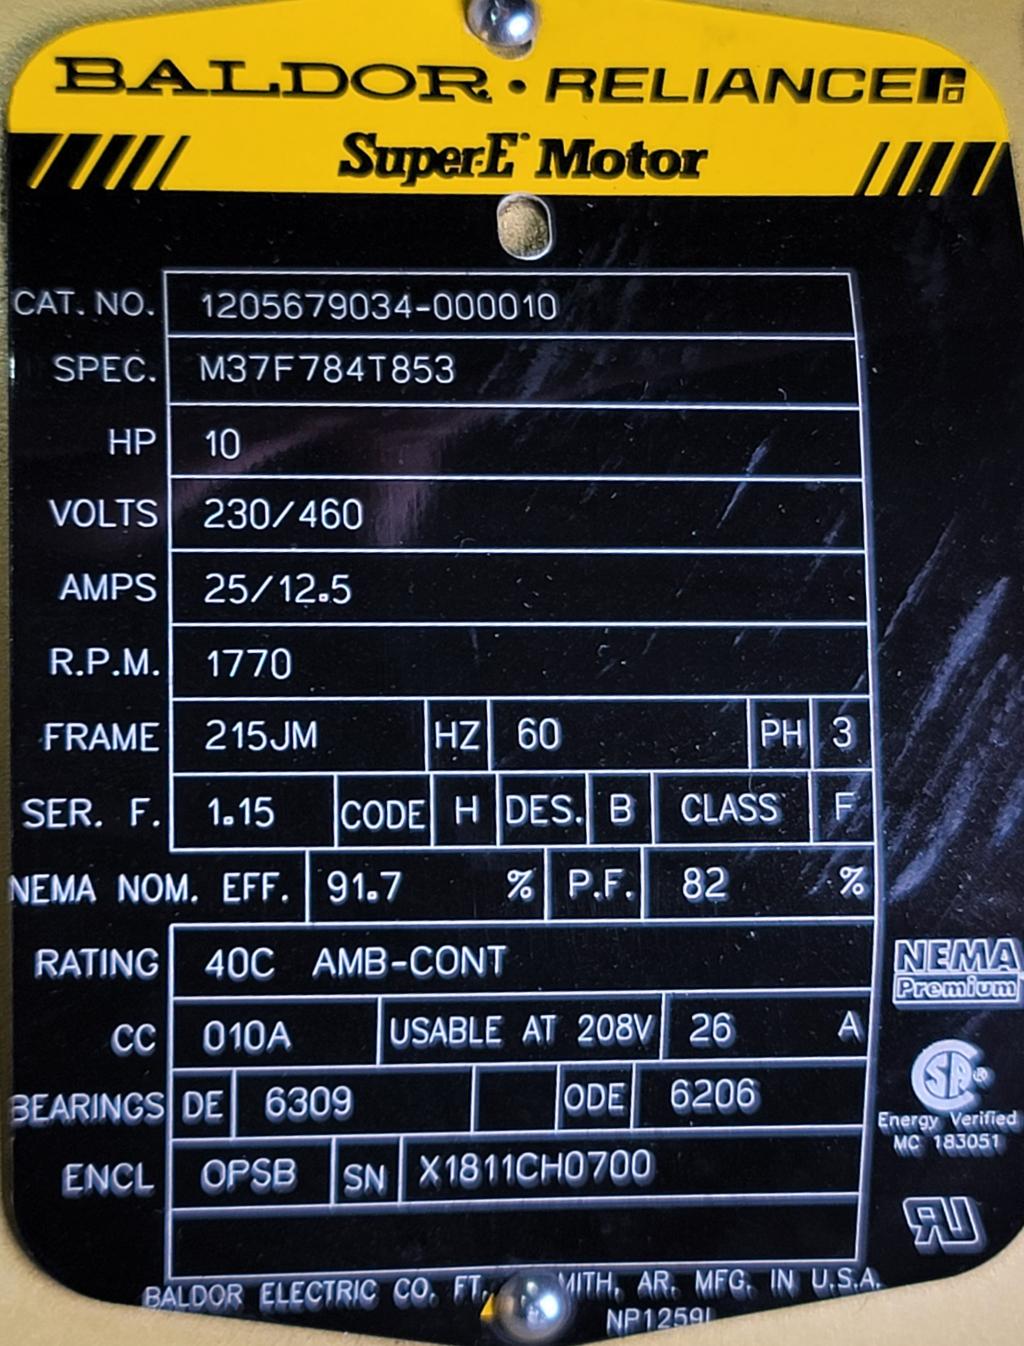 BALDOR • RELIANCE
Super-E Motor
CAT. NO. 1205679034-000010
SPEC. M37F784T853
HP 10
VOLTS 230/460
AMPS 25/12.5
R.P.M. 1770
FRAME 215JM HZ 60 PH 3
SER. F. 1.15 CODE H DES. B CLASS F
NEMA NOM. EFF. 91.7 % P.F. 82 %
RATING 40C AMB-CONT
NEMA
Premium
CC 010A USABLE AT 208V 26 A
BEARINGS DE 6309 ODE 6206
SA®
Energy Verified
MC 183051
ENCL OPSB SN X1811CH0700
RU
BALDOR ELECTRIC CO. FT. MITH, AR. MFG. IN U.S.A.
NP1259L